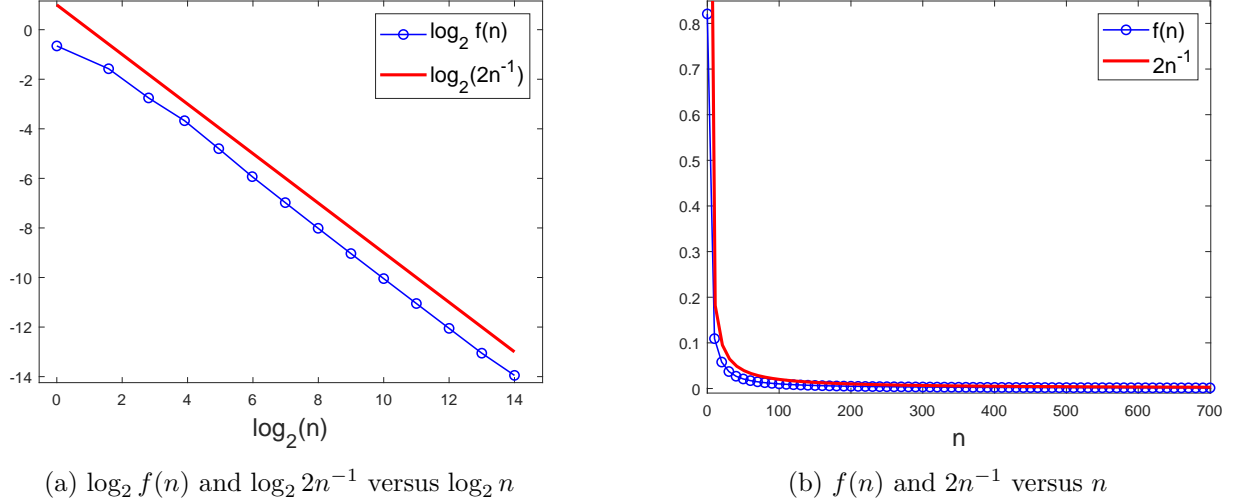 0
-2
-4
-6
-8
-10
-12
-14
0 2 4 6 8 10 12 14
log₂(n)
log₂ f(n)
log₂(2n⁻¹)
(a) log₂ f(n) and log₂ 2n⁻¹ versus log₂ n
0.8
0.7
0.6
0.5
0.4
0.3
0.2
0.1
0
0 100 200 300 400 500 600 700
n
f(n)
2n⁻¹
(b) f(n) and 2n⁻¹ versus n